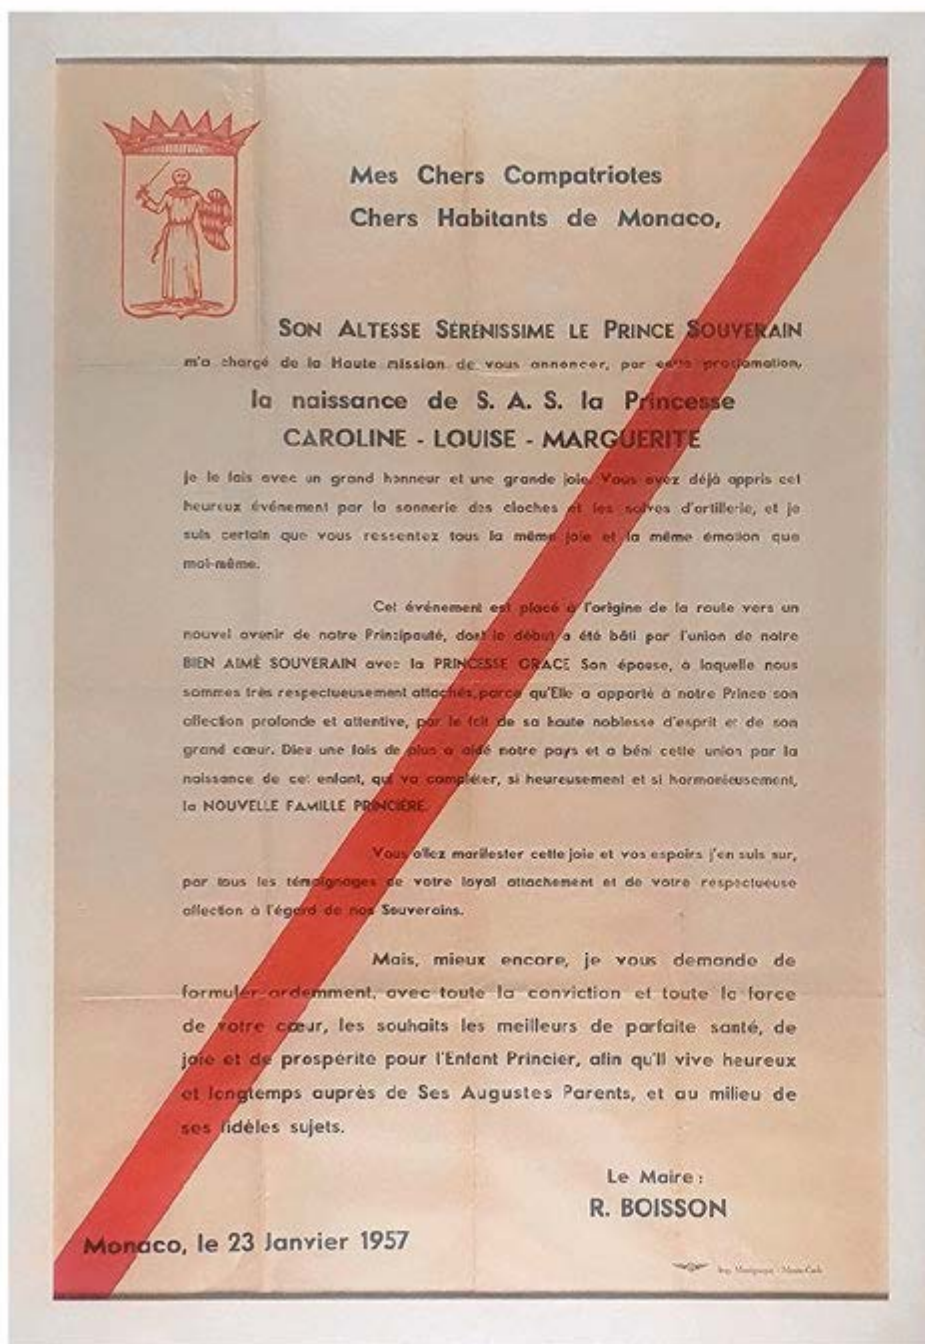 Mes Chers Compatriotes
Chers Habitants de Monaco,
SON ALTESSE SÉRÉNISSIME LE PRINCE SOUVERAIN
m'a chargé de la Haute mission de vous annoncer, par cette proclamation,
la naissance de S. A. S. la Princesse
CAROLINE - LOUISE - MARGUERITE
je le fais avec un grand honneur et une grande joie. Vous avez déjà appris cet
heureux événement par la sonnerie des cloches et les salves d'artillerie, et je
suis certain que vous ressentez tous la même joie et la même émotion que
moi-même.
Cet événement est placé à l'origine de la route vers un
nouvel avenir de notre Principauté, dont le début a été bâti par l'union de notre
BIEN AIMÉ SOUVERAIN avec la PRINCESSE GRACE Son épouse, à laquelle nous
sommes très respectueusement attachés, parce qu'Elle a apporté à notre Prince son
affection profonde et attentive, par le fait de sa haute noblesse d'esprit et de son
grand cœur. Dieu une fois de plus a aidé notre pays et a béni cette union par la
naissance de cet enfant, qui va compléter, si heureusement et si harmonieusement,
la NOUVELLE FAMILLE PRINCIÈRE.
Vous allez manifester cette joie et vos espoirs j'en suis sur,
par tous les témoignages de votre loyal attachement et de votre respectueuse
affection à l'égard de nos Souverains.
Mais, mieux encore, je vous demande de
formuler ardemment, avec toute la conviction et toute la force
de votre cœur, les souhaits les meilleurs de parfaite santé, de
joie et de prospérité pour l'Enfant Princier, afin qu'Il vive heureux
et longtemps auprès de Ses Augustes Parents, et au milieu de
ses fidèles sujets.
Le Maire :
R. BOISSON
Monaco, le 23 Janvier 1957
Imp. Monégasque - Monte-Carlo